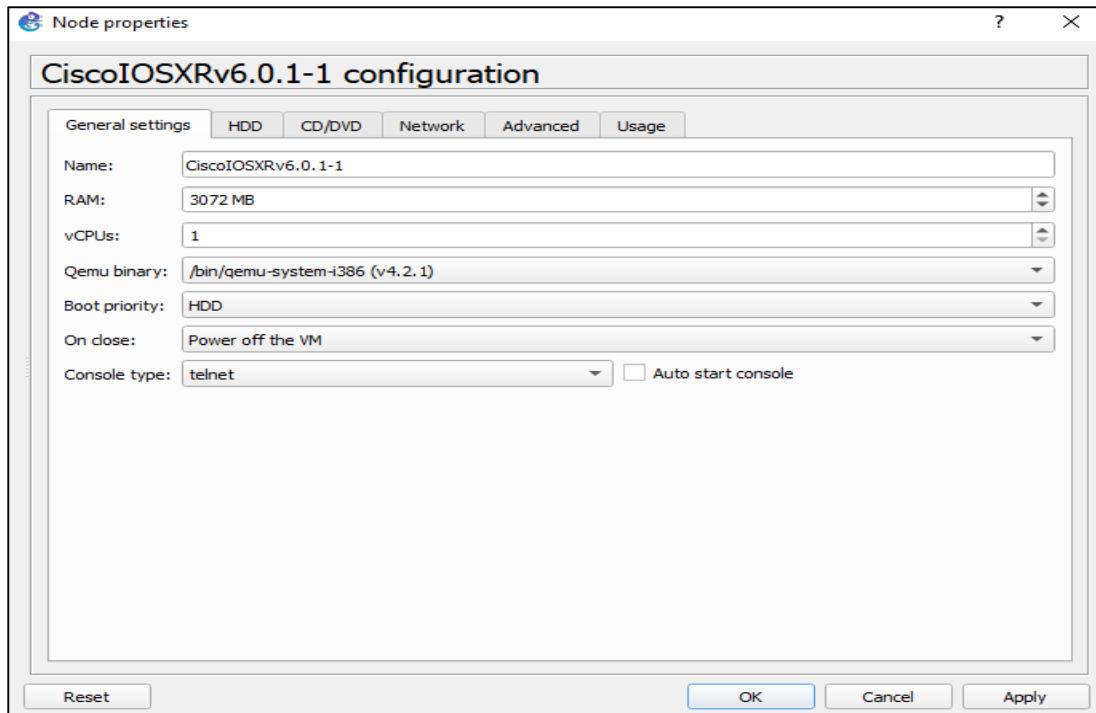 Node properties ?
CiscoIOSXRv6.0.1-1 configuration
General settings HDD CD/DVD Network Advanced Usage
Name: CiscoIOSXRv6.0.1-1
RAM: 3072 MB
vCPUs: 1
Qemu binary: /bin/qemu-system-i386 (v4.2.1)
Boot priority: HDD
On close: Power off the VM
Console type: telnet Auto start console
Reset OK Cancel Apply